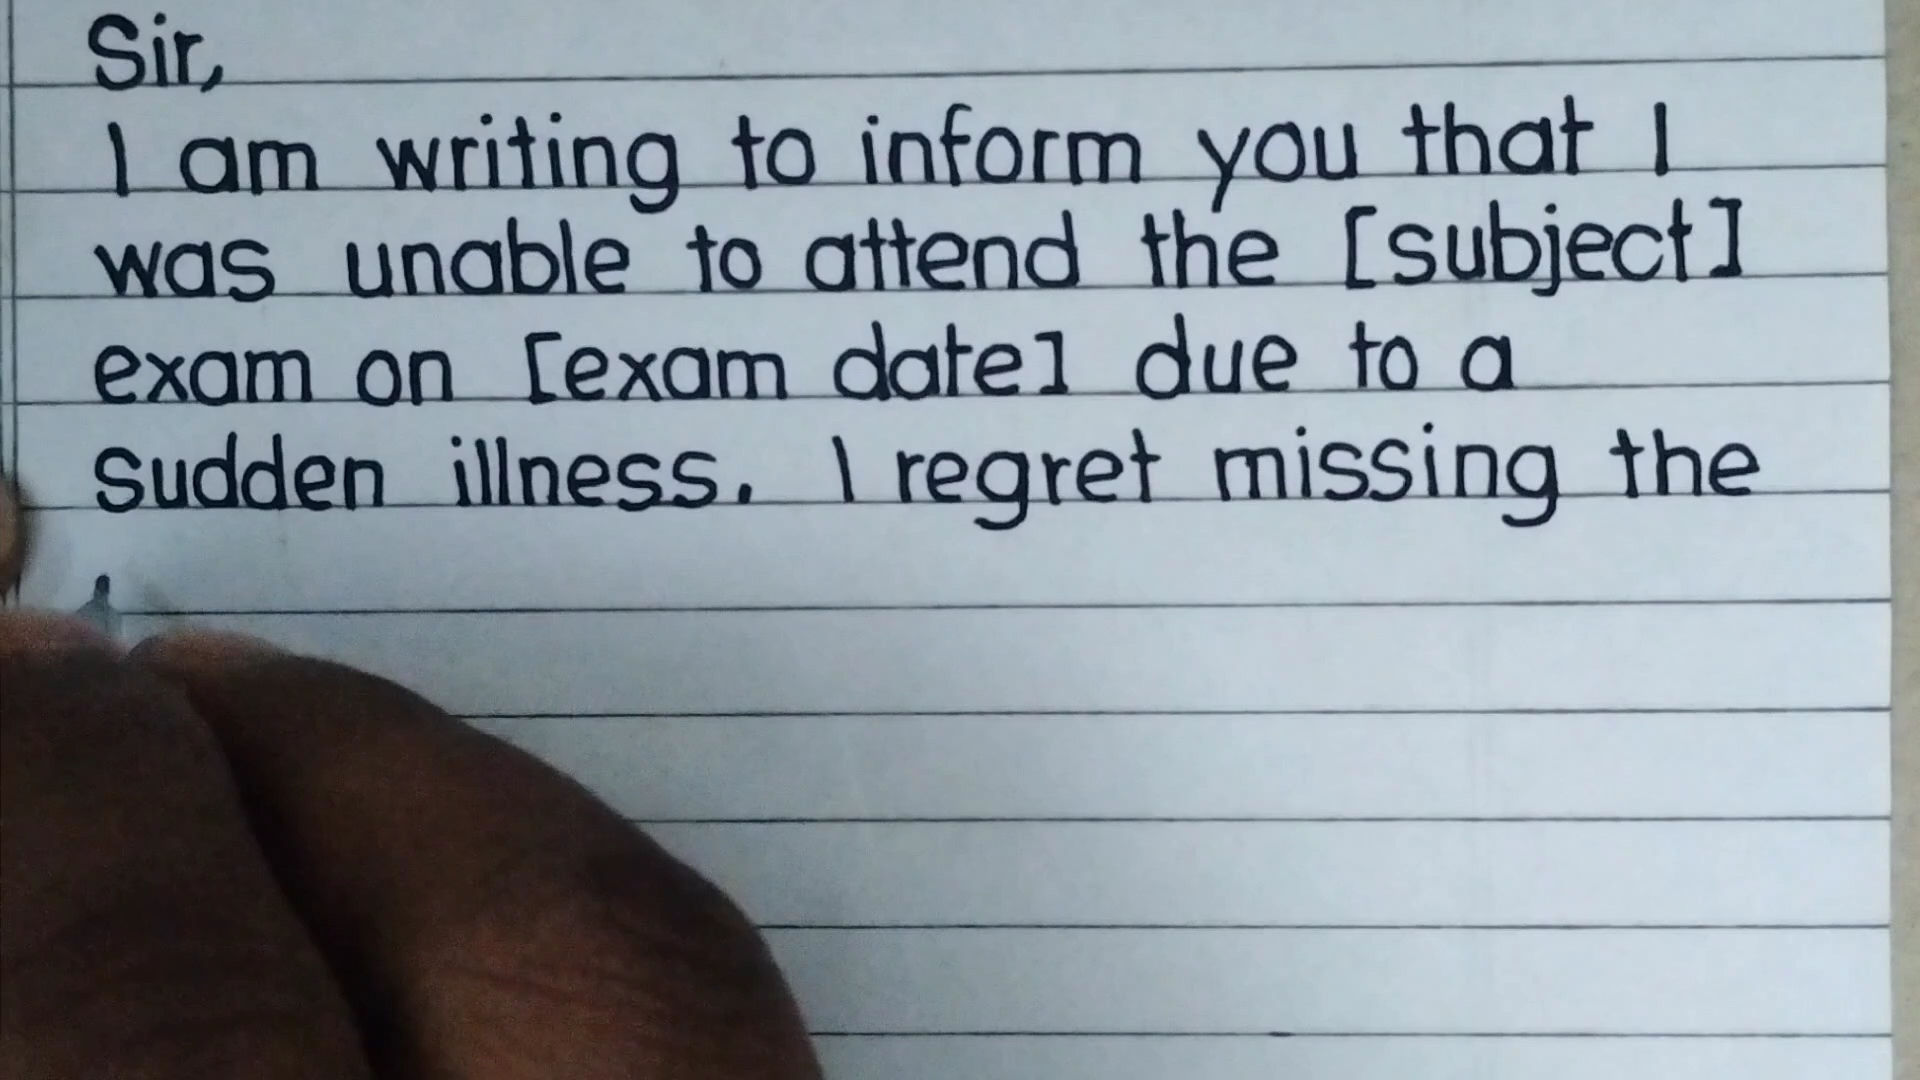 Sir,
I am writing to inform you that I
was unable to attend the [subject]
exam on [exam date] due to a
Sudden illness. I regret missing the